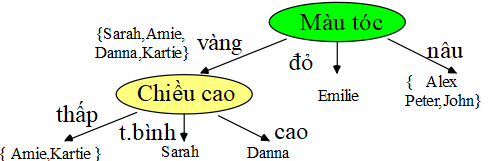 Màu tóc
{Sarah,Amie,
Danna,Kartie}
vàng
đỏ
nâu
Emilie
{ Alex
Peter,John}
Chiều cao
thấp
t.bình
cao
{ Amie,Kartie }
Sarah
Danna